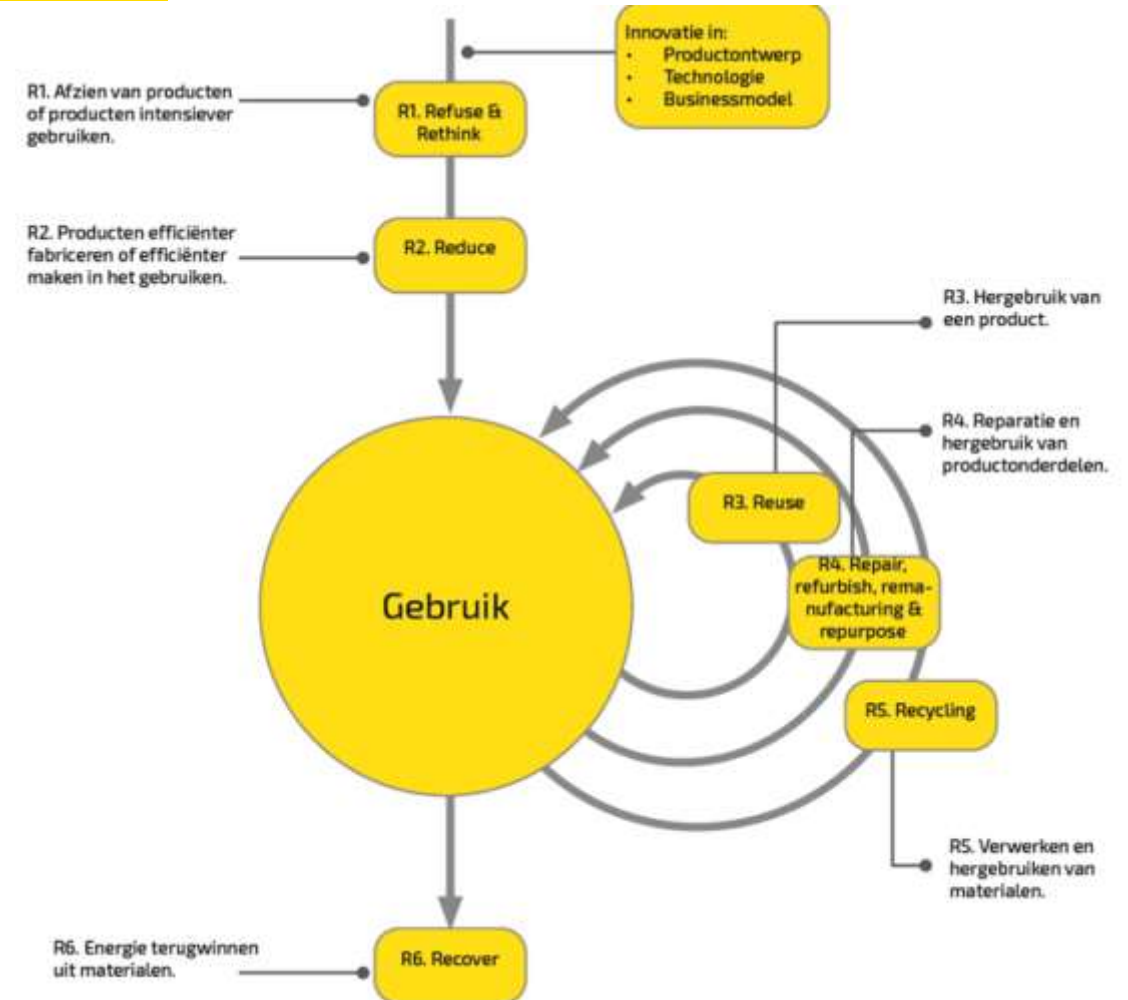 Innovatie in:
• Productontwerp
• Technologie
• Businessmodel
R1. Afzien van producten
of producten intensiever
gebruiken.
R1. Refuse &
Rethink
R2. Producten efficiënter
fabriceren of efficiënter
maken in het gebruiken.
R2. Reduce
R3. Hergebruik van
een product.
R4. Reparatie en
hergebruik van
productonderdelen.
R3. Reuse
R4. Repair,
refurbish, rema-
nufacturing &
repurpose
Gebruik
R5. Recycling
R5. Verwerken en
hergebruiken van
materialen.
R6. Energie terugwinnen
uit materialen.
R6. Recover